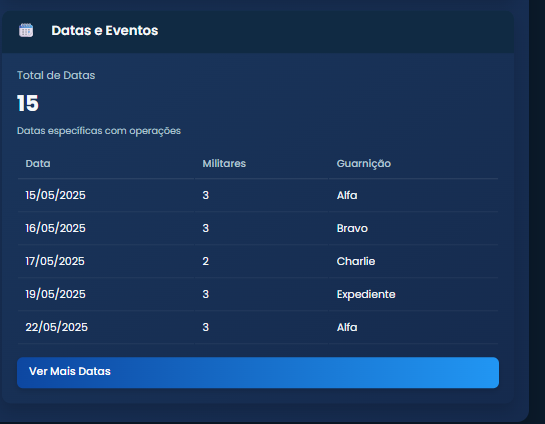 Datas e Eventos
Total de Datas
15
Datas específicas com operações
Data Militares Guarnição
15/05/2025 3 Alfa
16/05/2025 3 Bravo
17/05/2025 2 Charlie
19/05/2025 3 Expediente
22/05/2025 3 Alfa
Ver Mais Datas